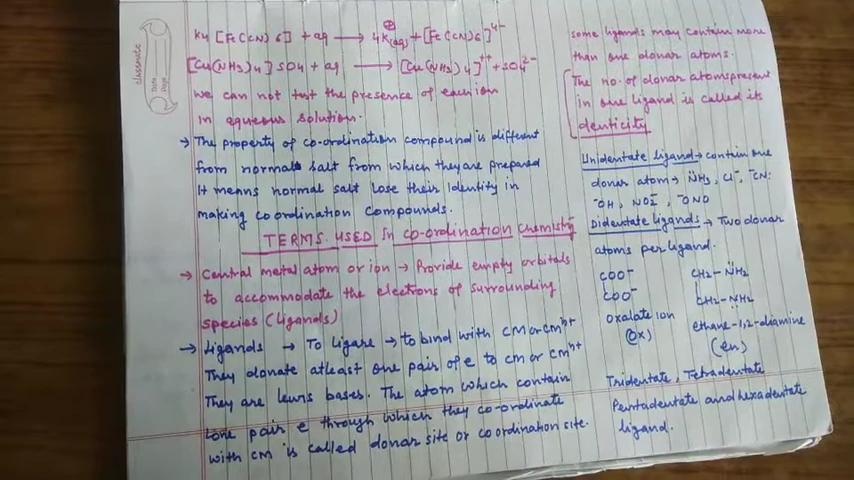 classmate
Date
Page
K4 [Fe(CN)6] + aq → 4K⊕(aq) + [Fe(CN)6]4-
[Cu(NH3)4] SO4 + aq → [Cu(NH3)4]++ + SO42-
we can not test the presence of each ion
in aqueous solution.
→ The property of co-ordination compound is different
from normal salt from which they are prepared
It means normal salt lose their identity in
making coordination compounds.
TERMS USED In co-ordination chemistry
→ Central metal atom or ion → Provide empty orbitals
to accommodate the electrons of surrounding
species (ligands)
→ Ligands → To ligare → to bind with CM or cmn+
They donate atleast one pair of e to cm or cmn+
They are lewis bases. The atom which contain
lone pair e through which they co-ordinate
with CM is called donar site or coordination site.
some ligands may contain more
than one donar atoms.
The no. of donar atoms present
in one ligand is called its
denticity
Unidentate ligand → contain one
donar atom → NH3, Cl-, -CN:
-OH, NO2-, -ONO
Didentate ligands → Two donar
atoms per ligand.
COO-
COO-
oxalate ion
(ox)
CH2-NH2
CH2-NH2
ethane-1,2-diamine
(en)
Tridentate, Tetradentate
Pentadentate and hexadentate
ligand.